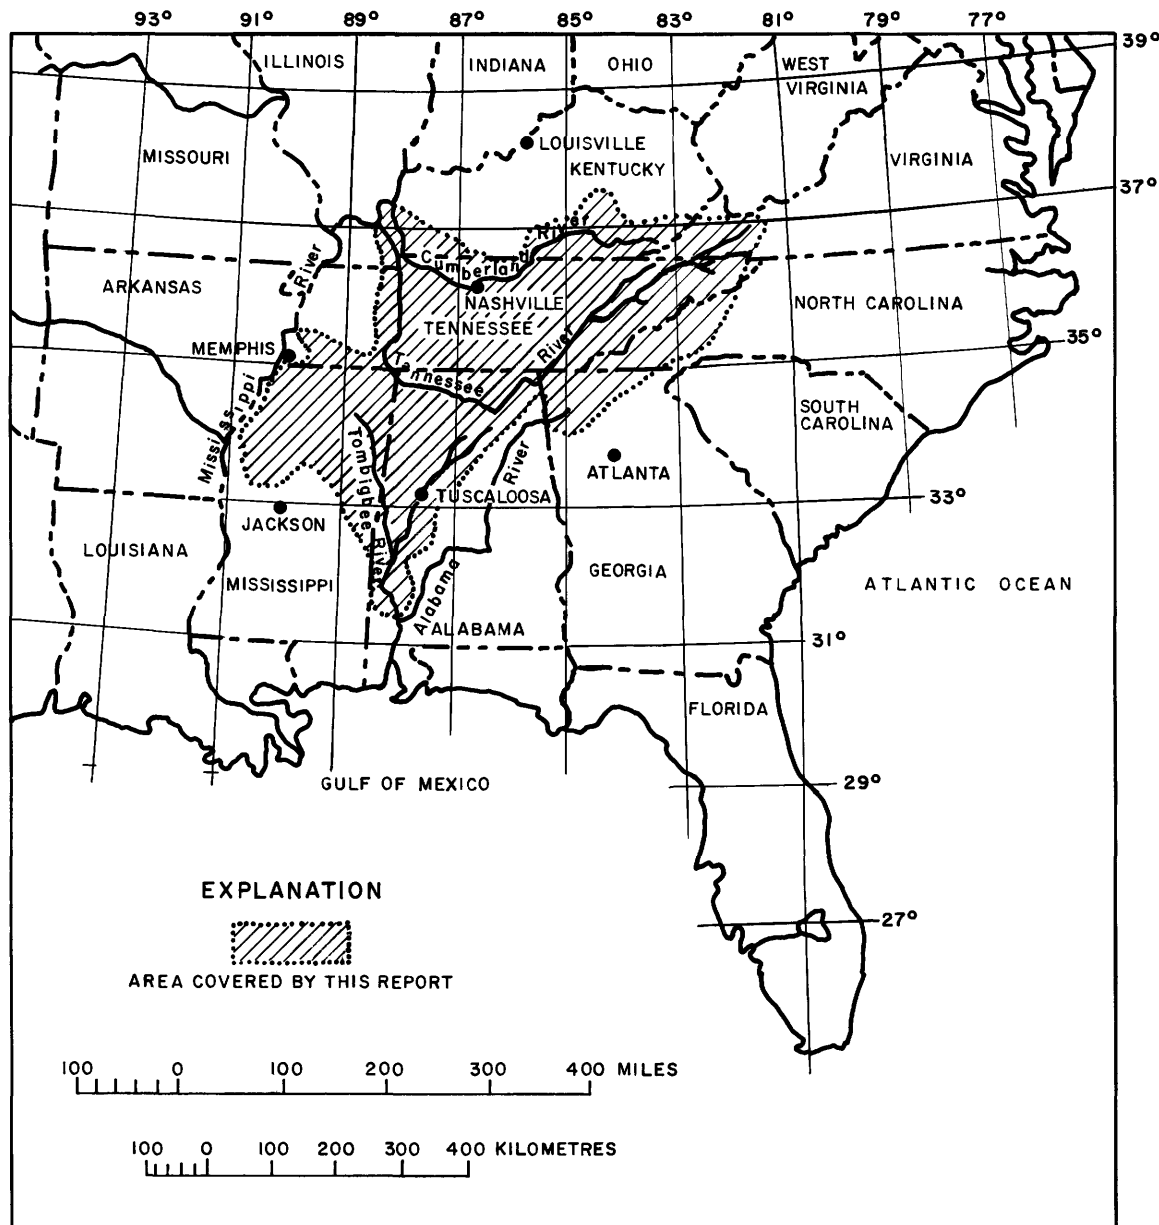 93° 91° 89° 87° 85° 81° 79° 77°
39°
ILLINOIS
INDIANA
OHIO
WEST
VIRGINIA
LOUISVILLE
MISSOURI
KENTUCKY
VIRGINIA
37°
River
Cumberland
River
ARKANSAS
NASHVILLE
NORTH CAROLINA
TENNESSEE
35°
MEMPHIS
River
Tennessee
Mississippi
SOUTH
CAROLINA
Tombigbee
River
River
ATLANTA
TUSCALOOSA
33°
JACKSON
LOUISIANA
MISSISSIPPI
GEORGIA
ATLANTIC OCEAN
Alabama
ALABAMA
31°
FLORIDA
GULF OF MEXICO
29°
EXPLANATION
27°
AREA COVERED BY THIS REPORT
100 0 100 200 300 400 MILES
100 0 100 200 300 400 KILOMETRES